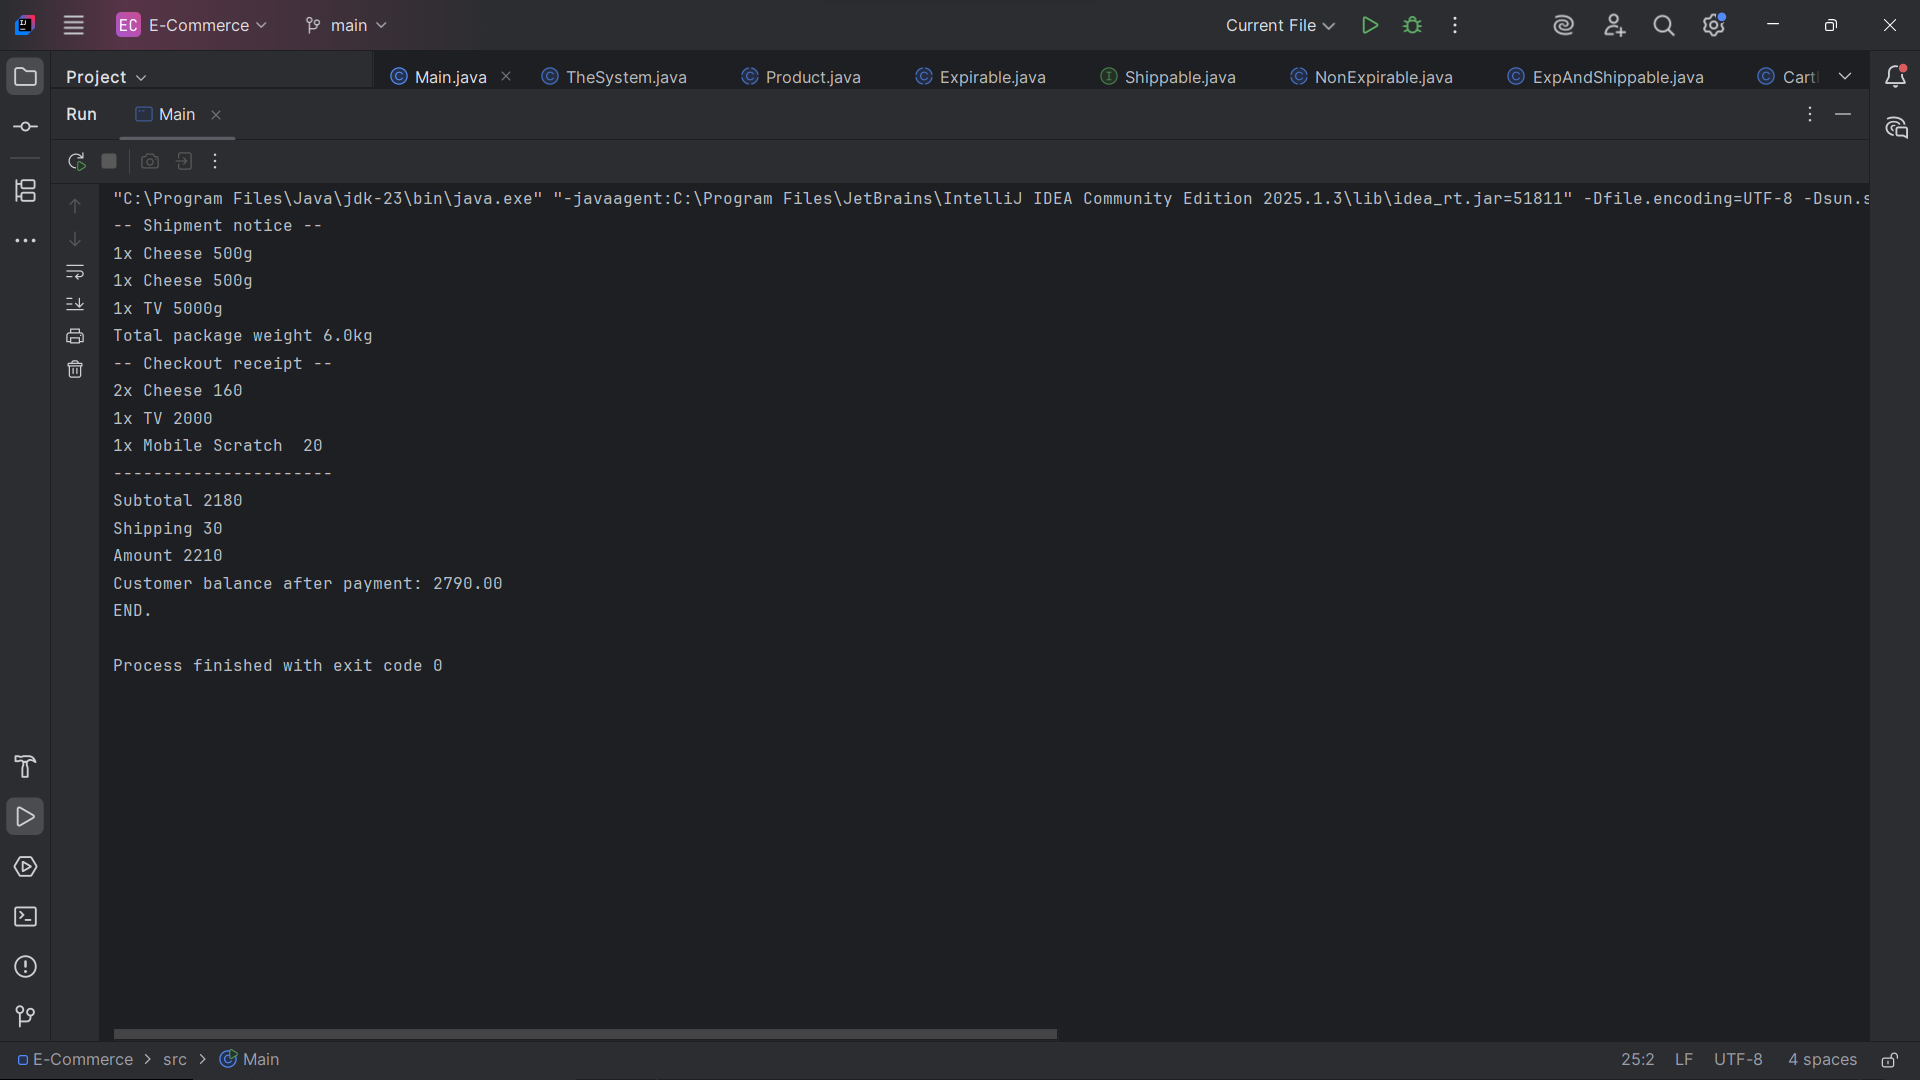 EC E-Commerce main Current File
Project Main.java TheSystem.java Product.java Expirable.java Shippable.java NonExpirable.java ExpAndShippable.java Cart
Run Main
"C:\Program Files\Java\jdk-23\bin\java.exe" "-javaagent:C:\Program Files\JetBrains\IntelliJ IDEA Community Edition 2025.1.3\lib\idea_rt.jar=51811" -Dfile.encoding=UTF-8 -Dsun.s
-- Shipment notice --
1x Cheese 500g
1x Cheese 500g
1x TV 5000g
Total package weight 6.0kg
-- Checkout receipt --
2x Cheese 160
1x TV 2000
1x Mobile Scratch  20
----------------------
Subtotal 2180
Shipping 30
Amount 2210
Customer balance after payment: 2790.00
END.
Process finished with exit code 0
E-Commerce > src > Main 25:2 LF UTF-8 4 spaces